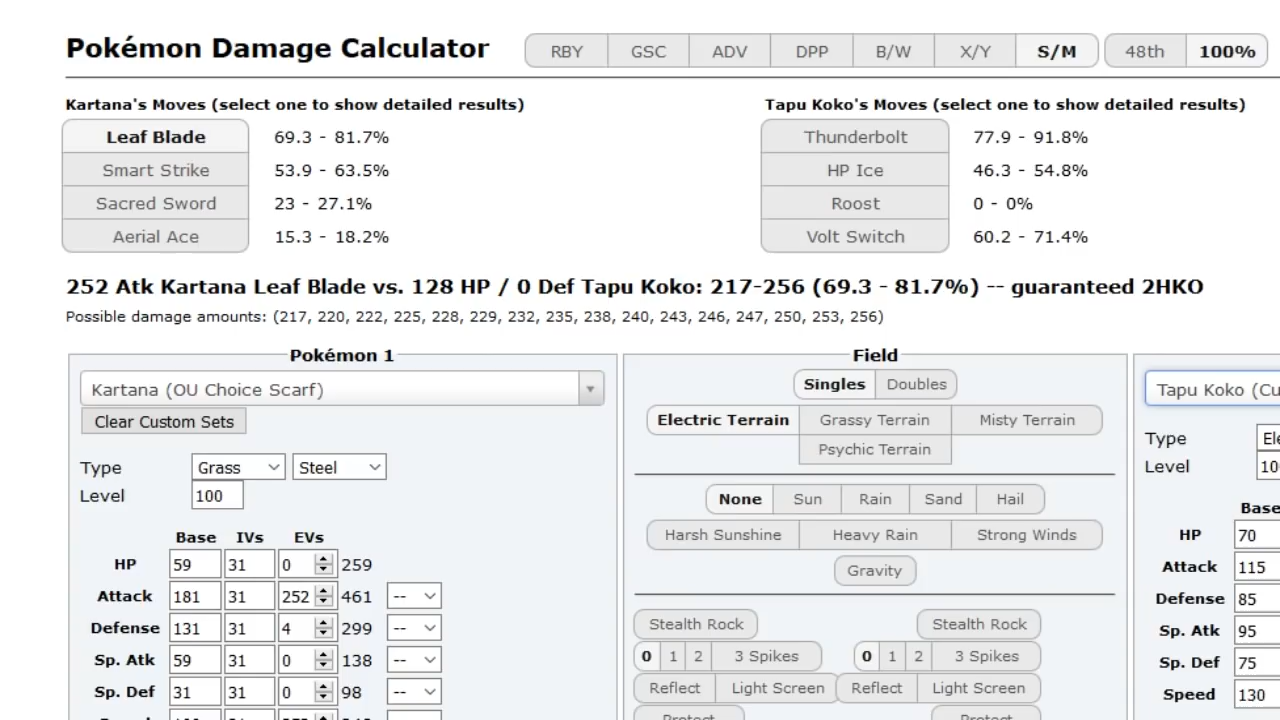 Pokémon Damage Calculator RBY GSC ADV DPP B/W X/Y S/M 48th 100%
Kartana's Moves (select one to show detailed results) Tapu Koko's Moves (select one to show detailed results)
Leaf Blade 69.3 - 81.7% Thunderbolt 77.9 - 91.8%
Smart Strike 53.9 - 63.5% HP Ice 46.3 - 54.8%
Sacred Sword 23 - 27.1% Roost 0 - 0%
Aerial Ace 15.3 - 18.2% Volt Switch 60.2 - 71.4%
252 Atk Kartana Leaf Blade vs. 128 HP / 0 Def Tapu Koko: 217-256 (69.3 - 81.7%) -- guaranteed 2HKO
Possible damage amounts: (217, 220, 222, 225, 228, 229, 232, 235, 238, 240, 243, 246, 247, 250, 253, 256)
Pokémon 1
Kartana (OU Choice Scarf)
Clear Custom Sets
Type Grass Steel
Level 100
Base IVs EVs
HP 59 31 0 259
Attack 181 31 252 461 --
Defense 131 31 4 299 --
Sp. Atk 59 31 0 138 --
Sp. Def 31 31 0 98 --
Field
Singles Doubles
Electric Terrain Grassy Terrain Misty Terrain
Psychic Terrain
None Sun Rain Sand Hail
Harsh Sunshine Heavy Rain Strong Winds
Gravity
Stealth Rock Stealth Rock
0 1 2 3 Spikes 0 1 2 3 Spikes
Reflect Light Screen Reflect Light Screen
Protect Protect
Tapu Koko (Cu
Type Ele
Level 10
Base
HP 70
Attack 115
Defense 85
Sp. Atk 95
Sp. Def 75
Speed 130